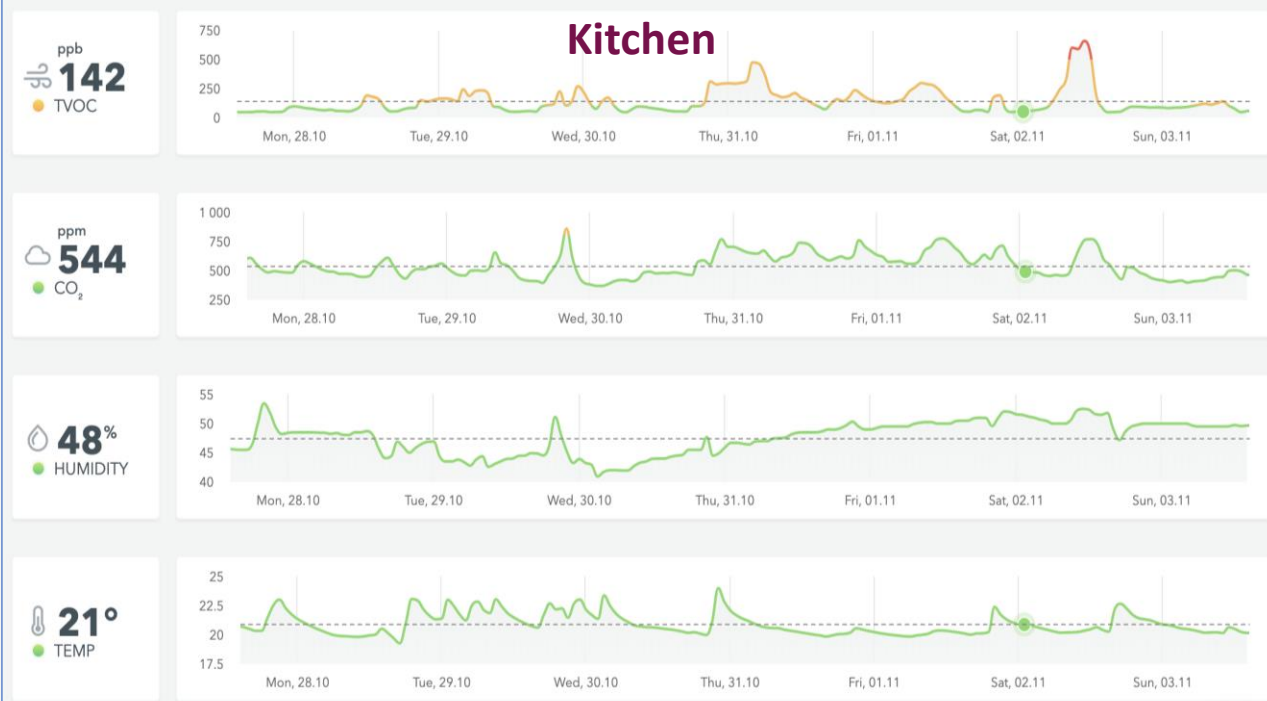 Kitchen
ppb
142
TVOC
750
500
250
0
Mon, 28.10 Tue, 29.10 Wed, 30.10 Thu, 31.10 Fri, 01.11 Sat, 02.11 Sun, 03.11
ppm
544
CO₂
1 000
750
500
250
Mon, 28.10 Tue, 29.10 Wed, 30.10 Thu, 31.10 Fri, 01.11 Sat, 02.11 Sun, 03.11
48%
HUMIDITY
55
50
45
40
Mon, 28.10 Tue, 29.10 Wed, 30.10 Thu, 31.10 Fri, 01.11 Sat, 02.11 Sun, 03.11
21°
TEMP
25
22.5
20
17.5
Mon, 28.10 Tue, 29.10 Wed, 30.10 Thu, 31.10 Fri, 01.11 Sat, 02.11 Sun, 03.11